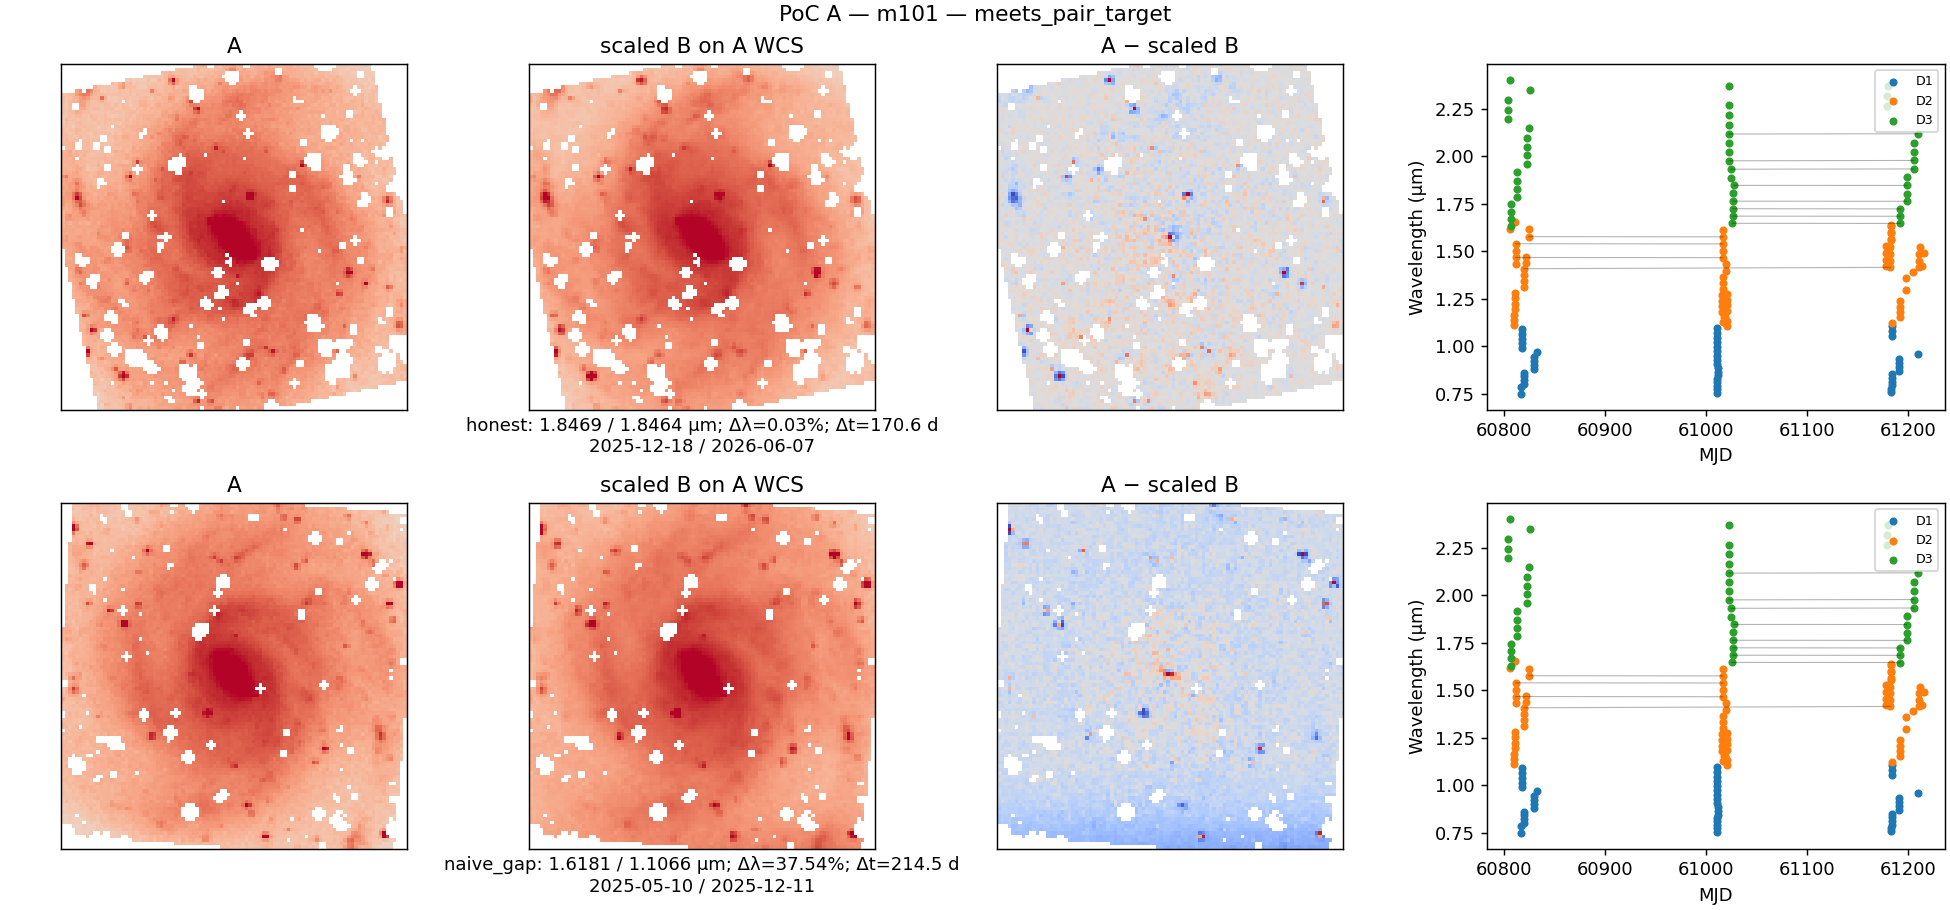 PoC A — m101 — meets_pair_target
A
scaled B on A WCS
A − scaled B
honest: 1.8469 / 1.8464 μm; Δλ=0.03%; Δt=170.6 d
2025-12-18 / 2026-06-07
Wavelength (μm)
2.25
2.00
1.75
1.50
1.25
1.00
0.75
60800
60900
61000
61100
61200
MJD
D1
D2
D3
A
scaled B on A WCS
A − scaled B
naive_gap: 1.6181 / 1.1066 μm; Δλ=37.54%; Δt=214.5 d
2025-05-10 / 2025-12-11
Wavelength (μm)
2.25
2.00
1.75
1.50
1.25
1.00
0.75
60800
60900
61000
61100
61200
MJD
D1
D2
D3